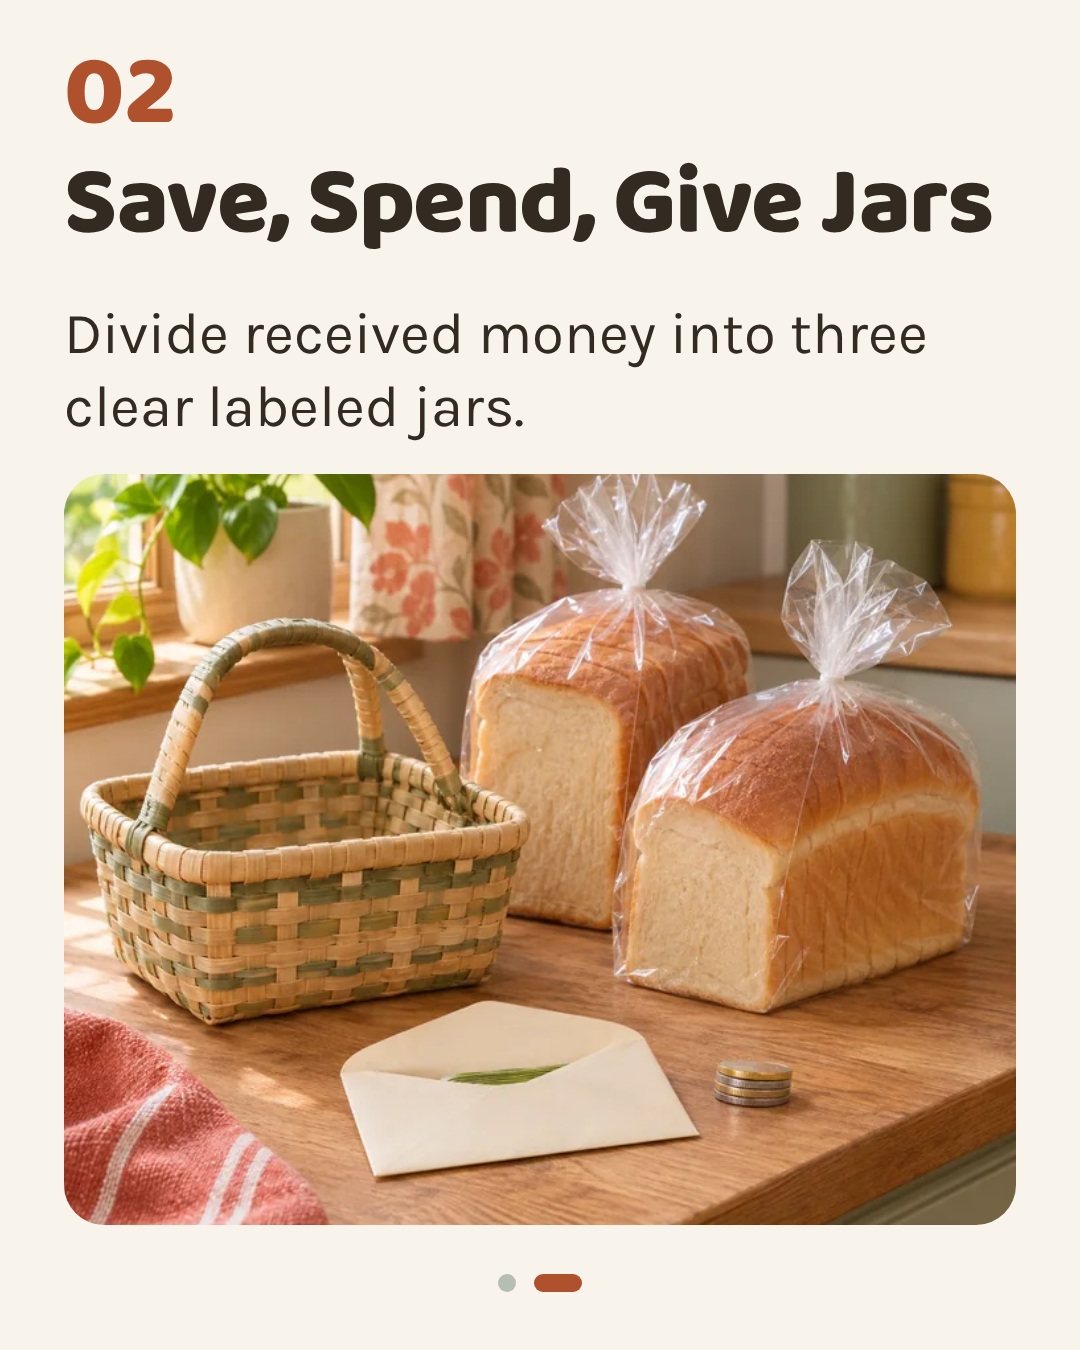 02
Save, Spend, Give Jars
Divide received money into three
clear labeled jars.